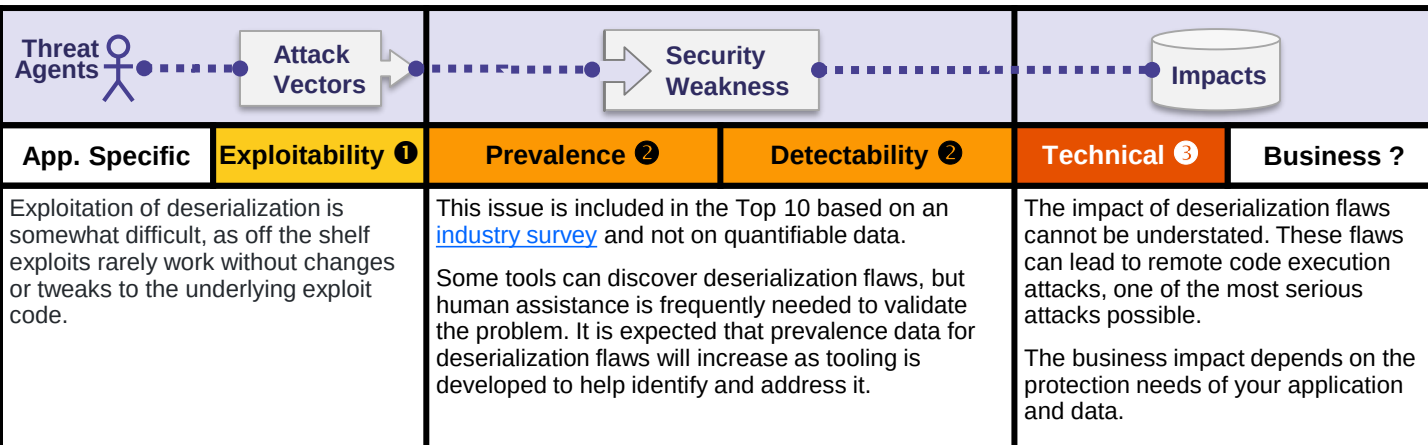 Threat
Agents
Attack
Vectors
Security
Weakness
Impacts
App. Specific
Exploitability ❶
Prevalence ❷
Detectability ❷
Technical ❸
Business ?
Exploitation of deserialization is
somewhat difficult, as off the shelf
exploits rarely work without changes
or tweaks to the underlying exploit
code.
This issue is included in the Top 10 based on an
industry survey and not on quantifiable data.
Some tools can discover deserialization flaws, but
human assistance is frequently needed to validate
the problem. It is expected that prevalence data for
deserialization flaws will increase as tooling is
developed to help identify and address it.
The impact of deserialization flaws
cannot be understated. These flaws
can lead to remote code execution
attacks, one of the most serious
attacks possible.
The business impact depends on the
protection needs of your application
and data.